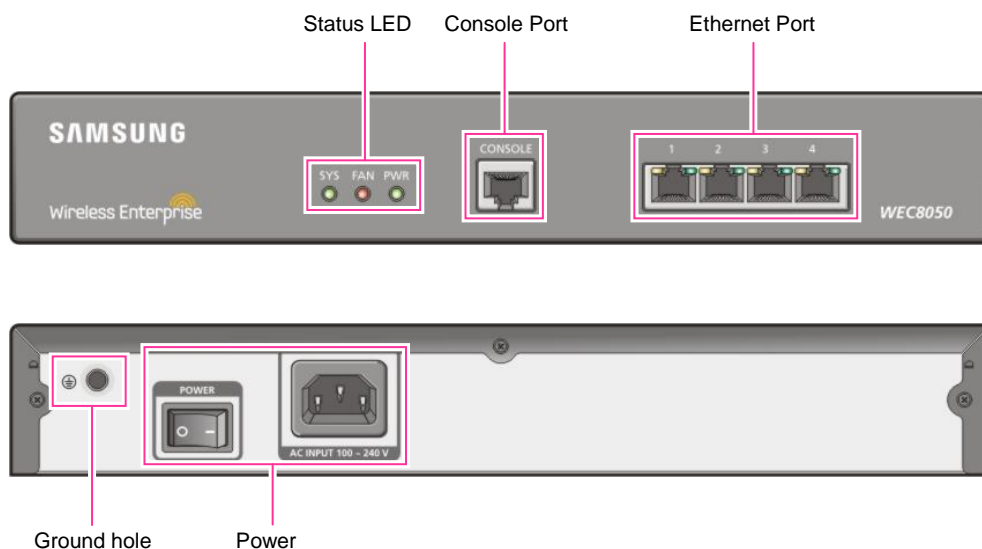 Status LED Console Port Ethernet Port
SAMSUNG
CONSOLE
1 2 3 4
SYS FAN PWR
Wireless Enterprise
WEC8050
POWER
O –
AC INPUT 100 ~ 240 V
Ground hole Power